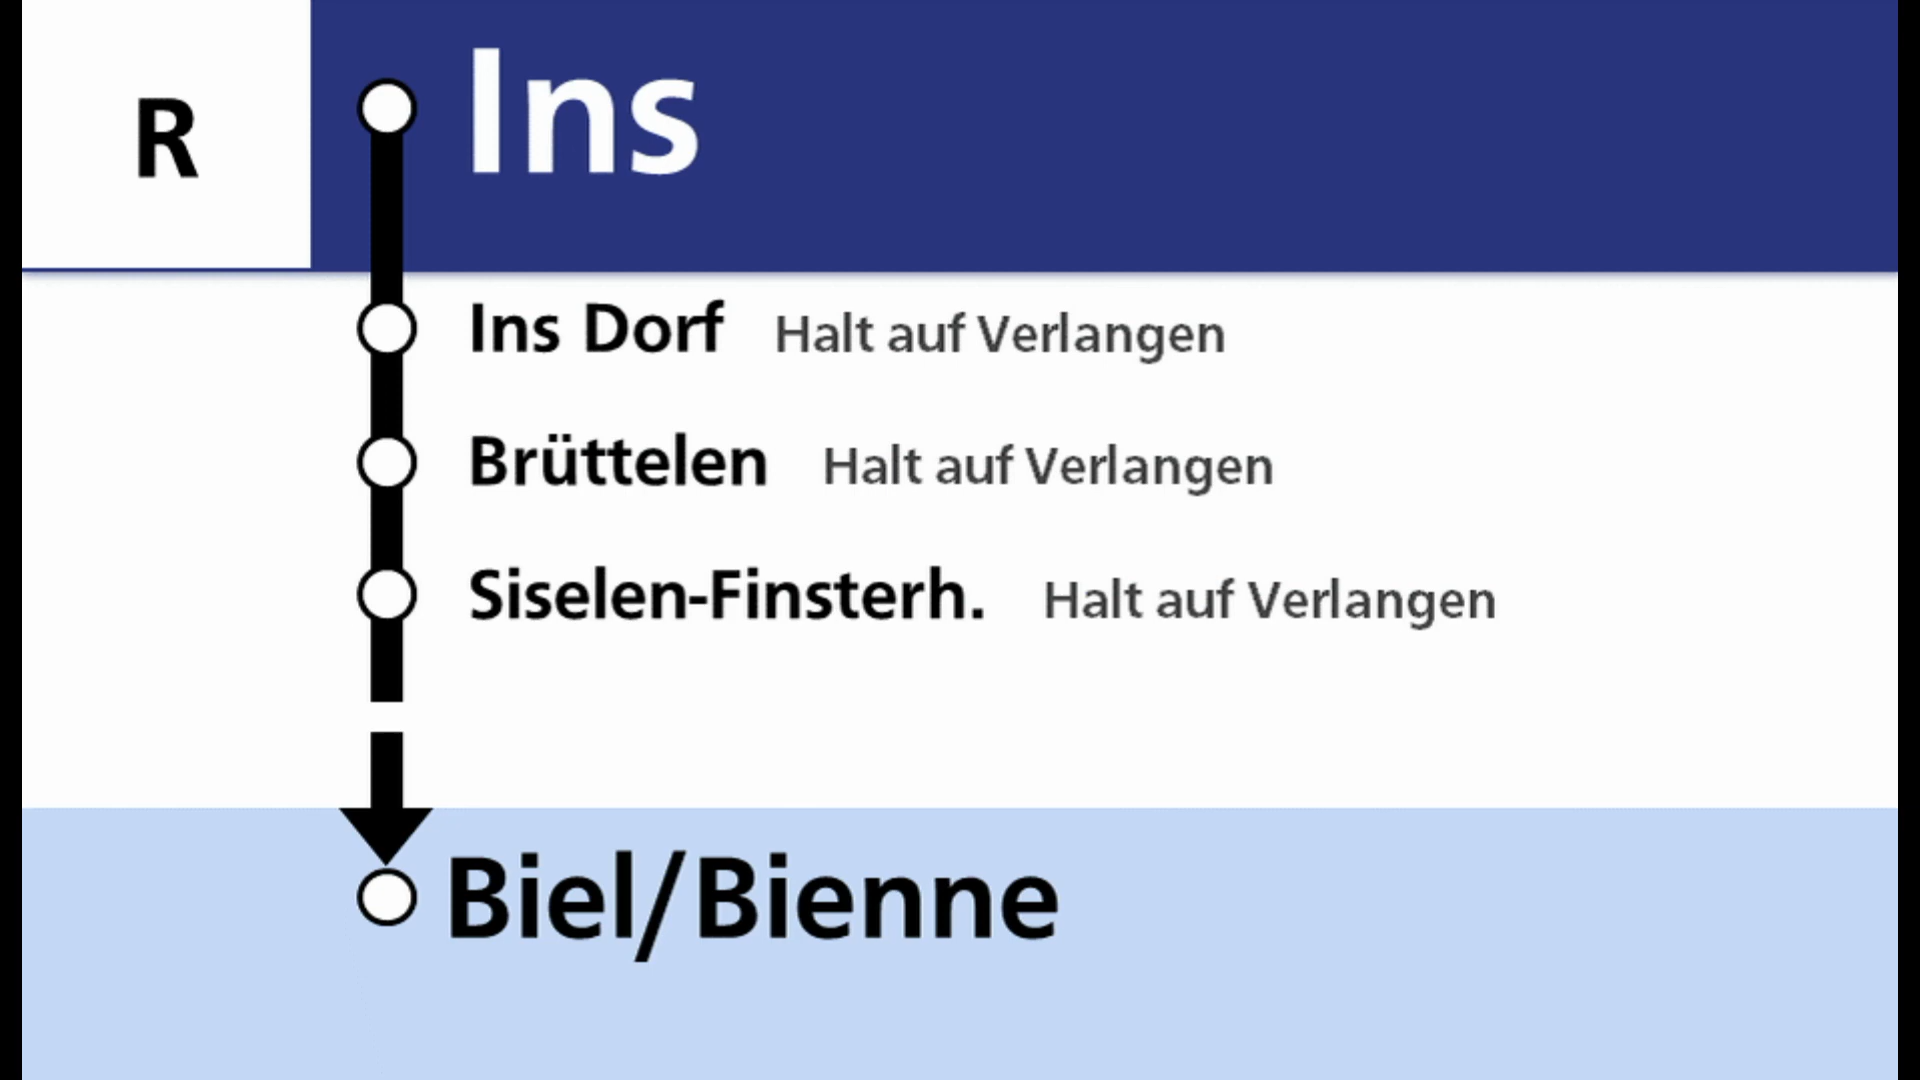 R
Ins
Ins Dorf Halt auf Verlangen
Brüttelen Halt auf Verlangen
Siselen-Finsterh. Halt auf Verlangen
Biel/Bienne